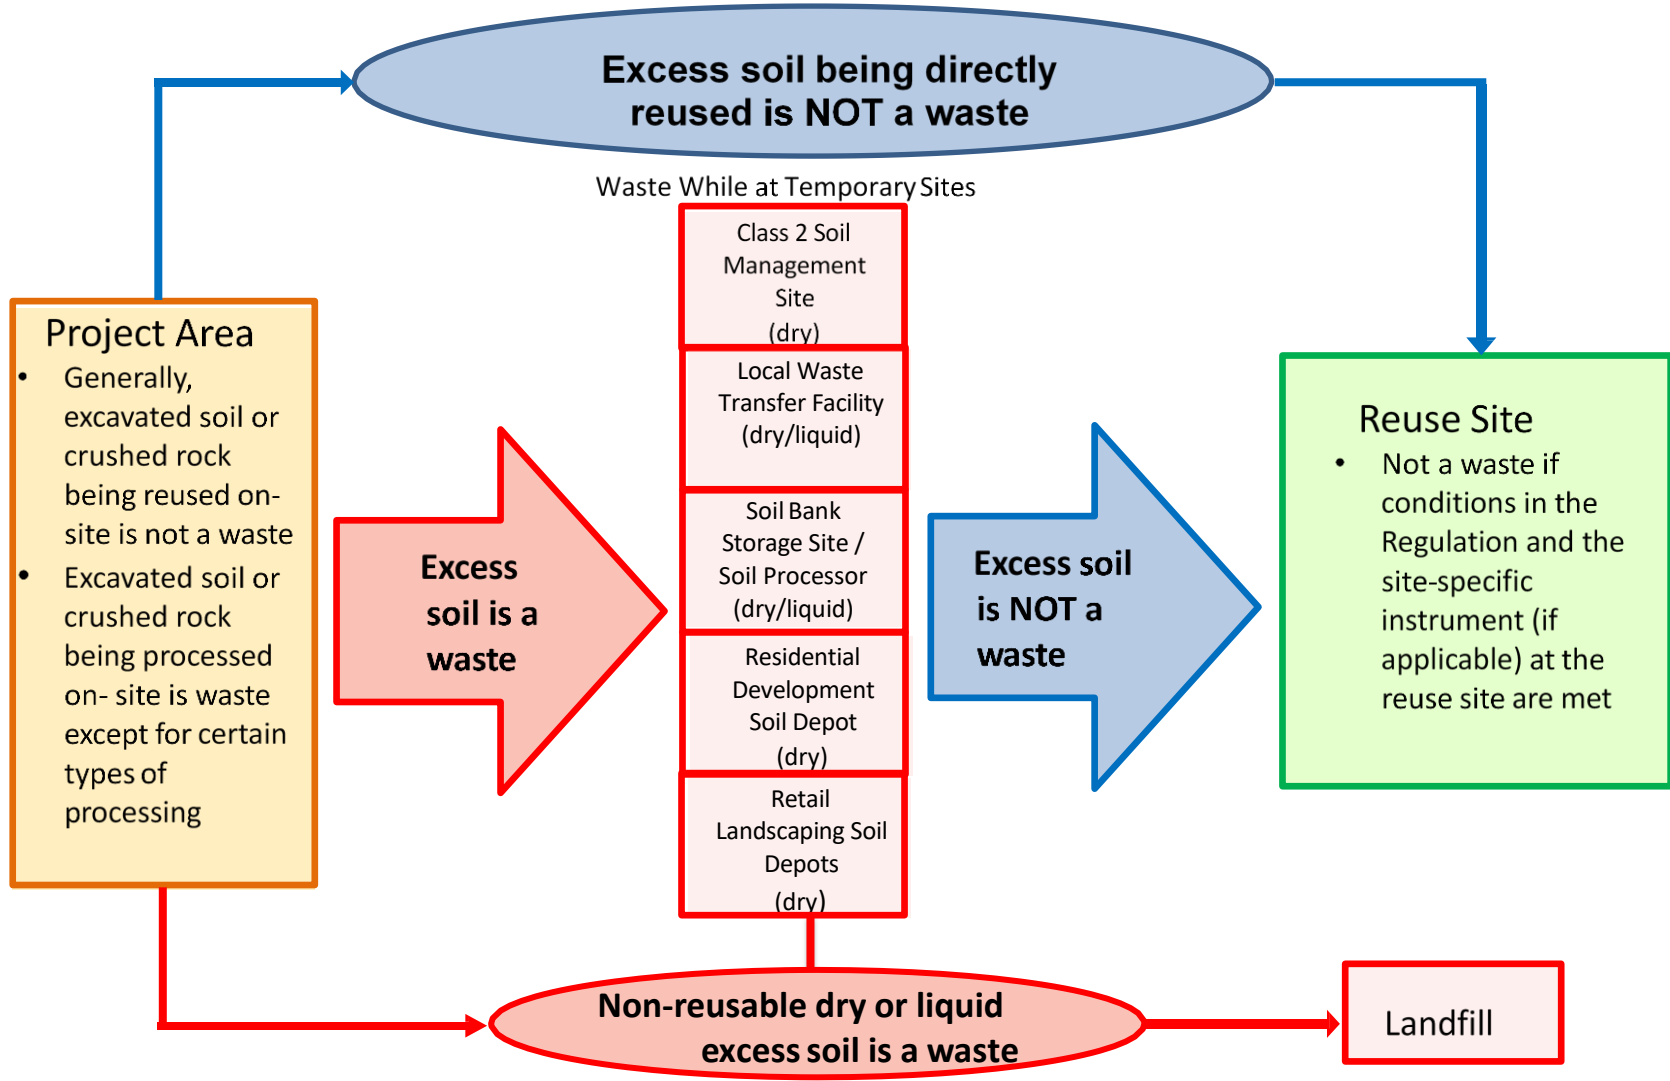 Excess soil being directly
reused is NOT a waste
Waste While at Temporary Sites
Project Area
• Generally,
excavated soil or
crushed rock
being reused on-
site is not a waste
• Excavated soil or
crushed rock
being processed
on- site is waste
except for certain
types of
processing
Excess
soil is a
waste
Class 2 Soil
Management
Site
(dry)
Local Waste
Transfer Facility
(dry/liquid)
Soil Bank
Storage Site /
Soil Processor
(dry/liquid)
Residential
Development
Soil Depot
(dry)
Retail
Landscaping Soil
Depots
(dry)
Excess soil
is NOT a
waste
Reuse Site
• Not a waste if
conditions in the
Regulation and the
site-specific
instrument (if
applicable) at the
reuse site are met
Non-reusable dry or liquid
excess soil is a waste
Landfill